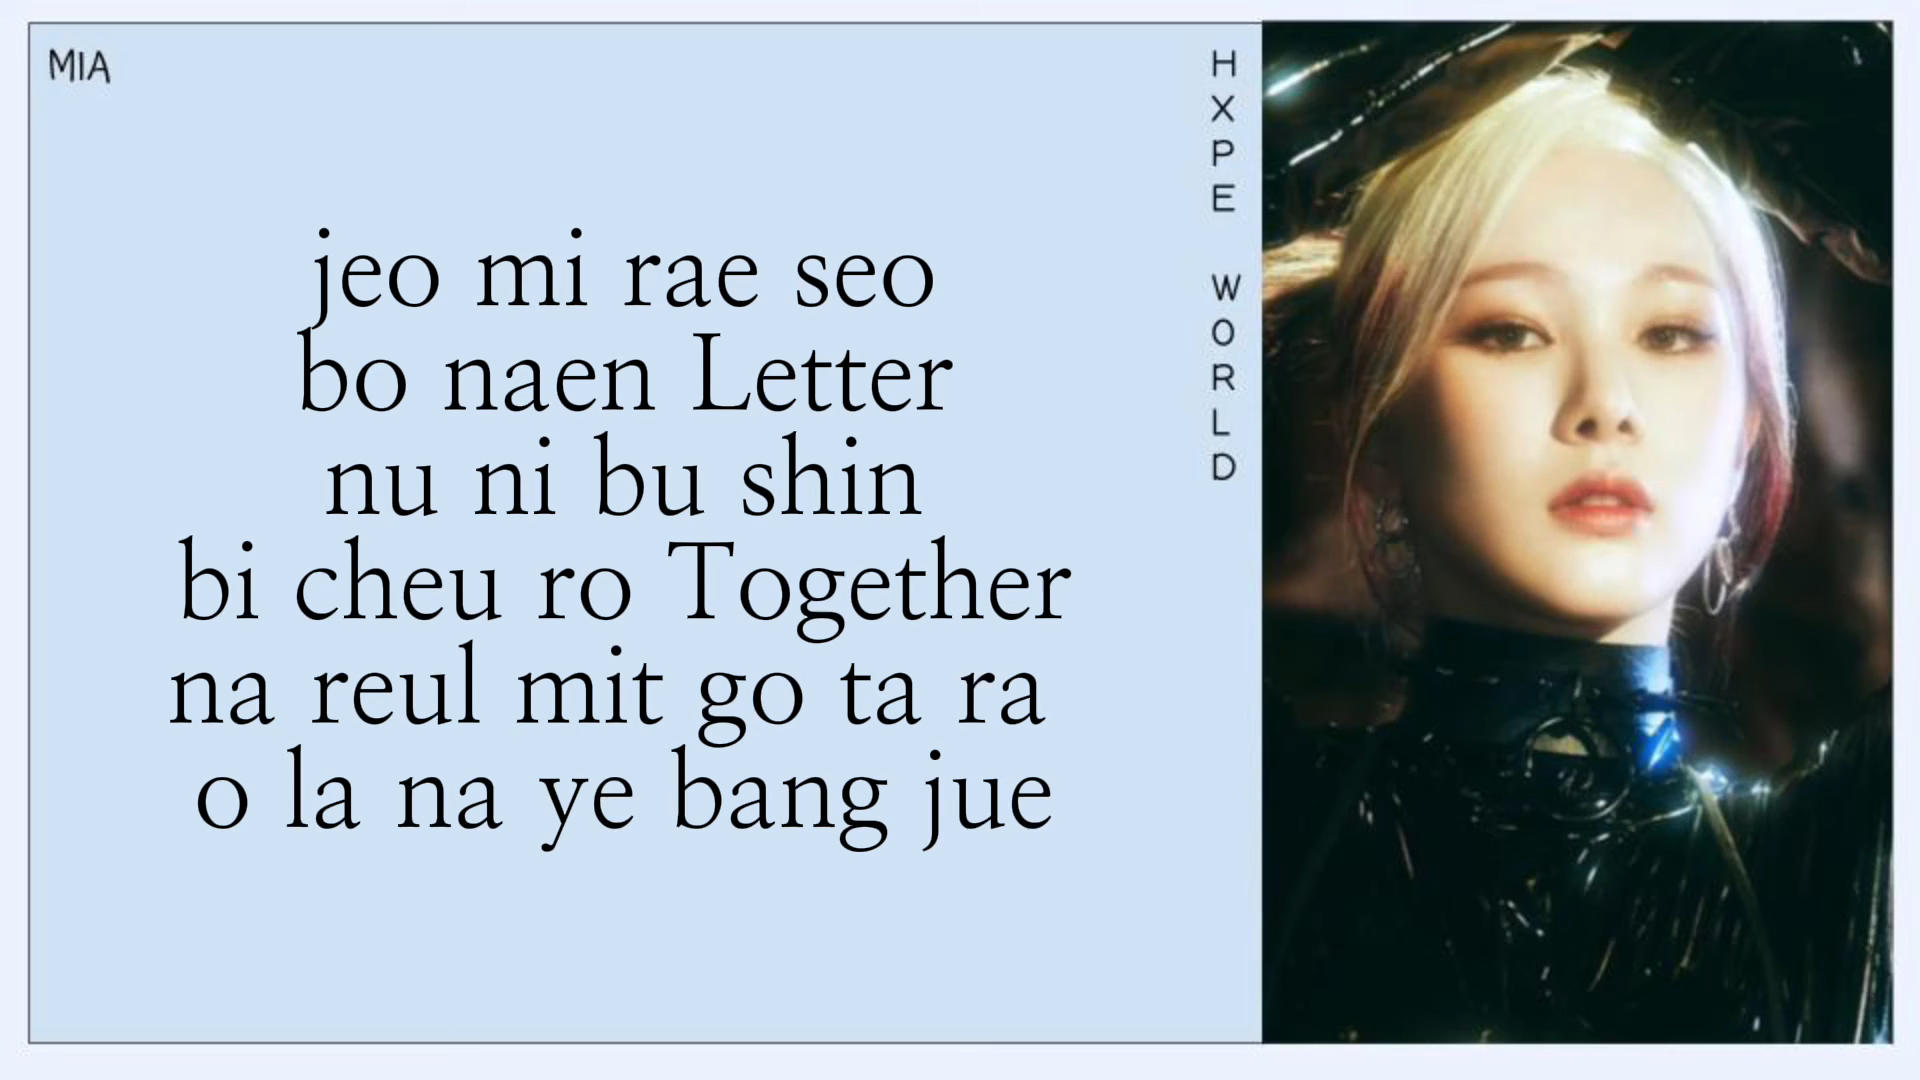 MIA
jeo mi rae seo
bo naen Letter
nu ni bu shin
bi cheu ro Together
na reul mit go ta ra
o la na ye bang jue
HXPE WORLD